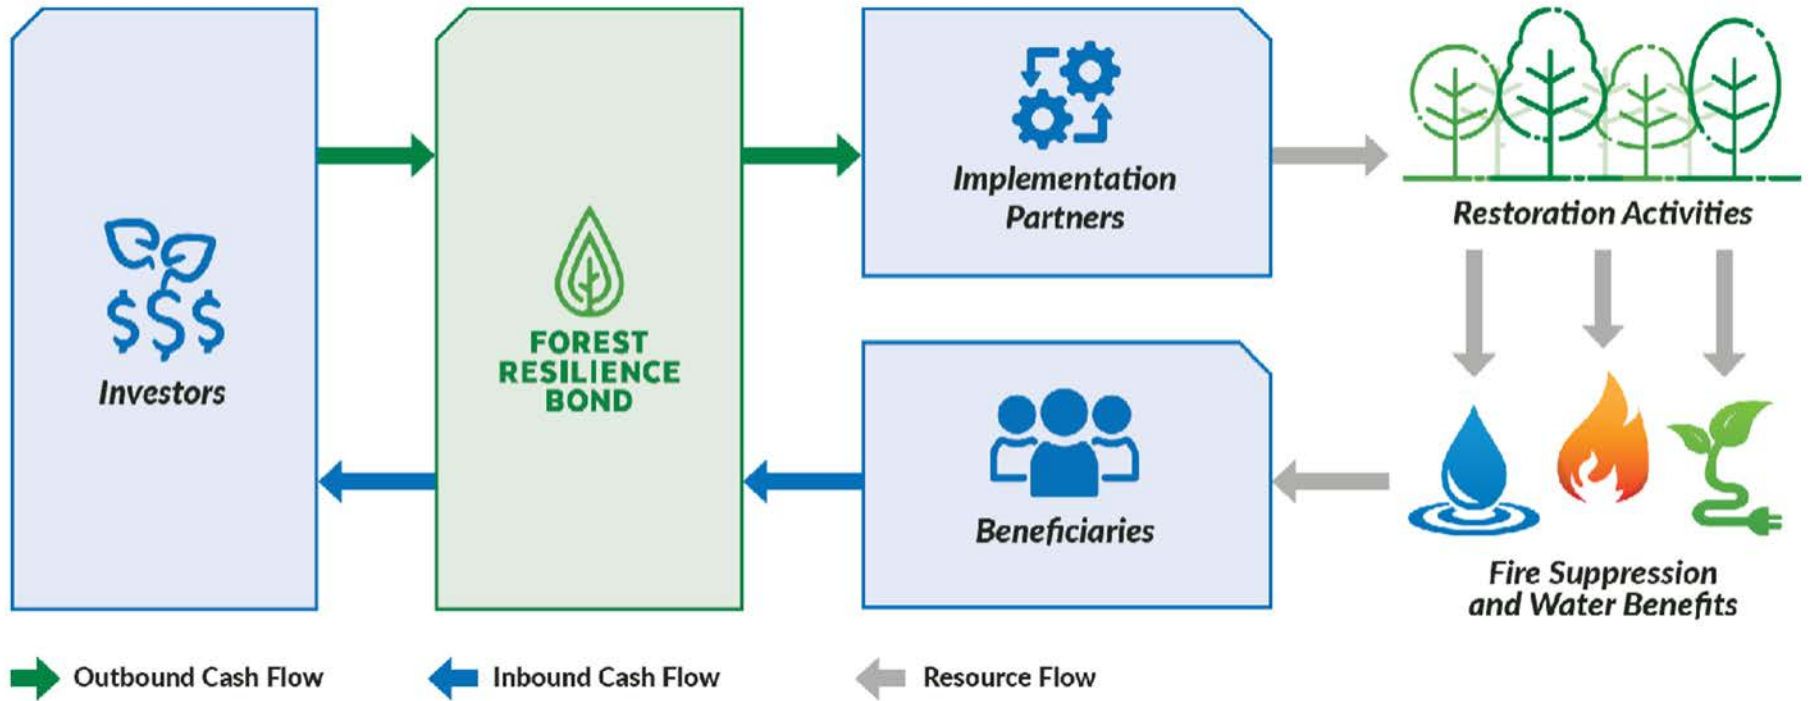 Investors
FOREST
RESILIENCE
BOND
Implementation
Partners
Restoration Activities
Beneficiaries
Fire Suppression
and Water Benefits
Outbound Cash Flow
Inbound Cash Flow
Resource Flow